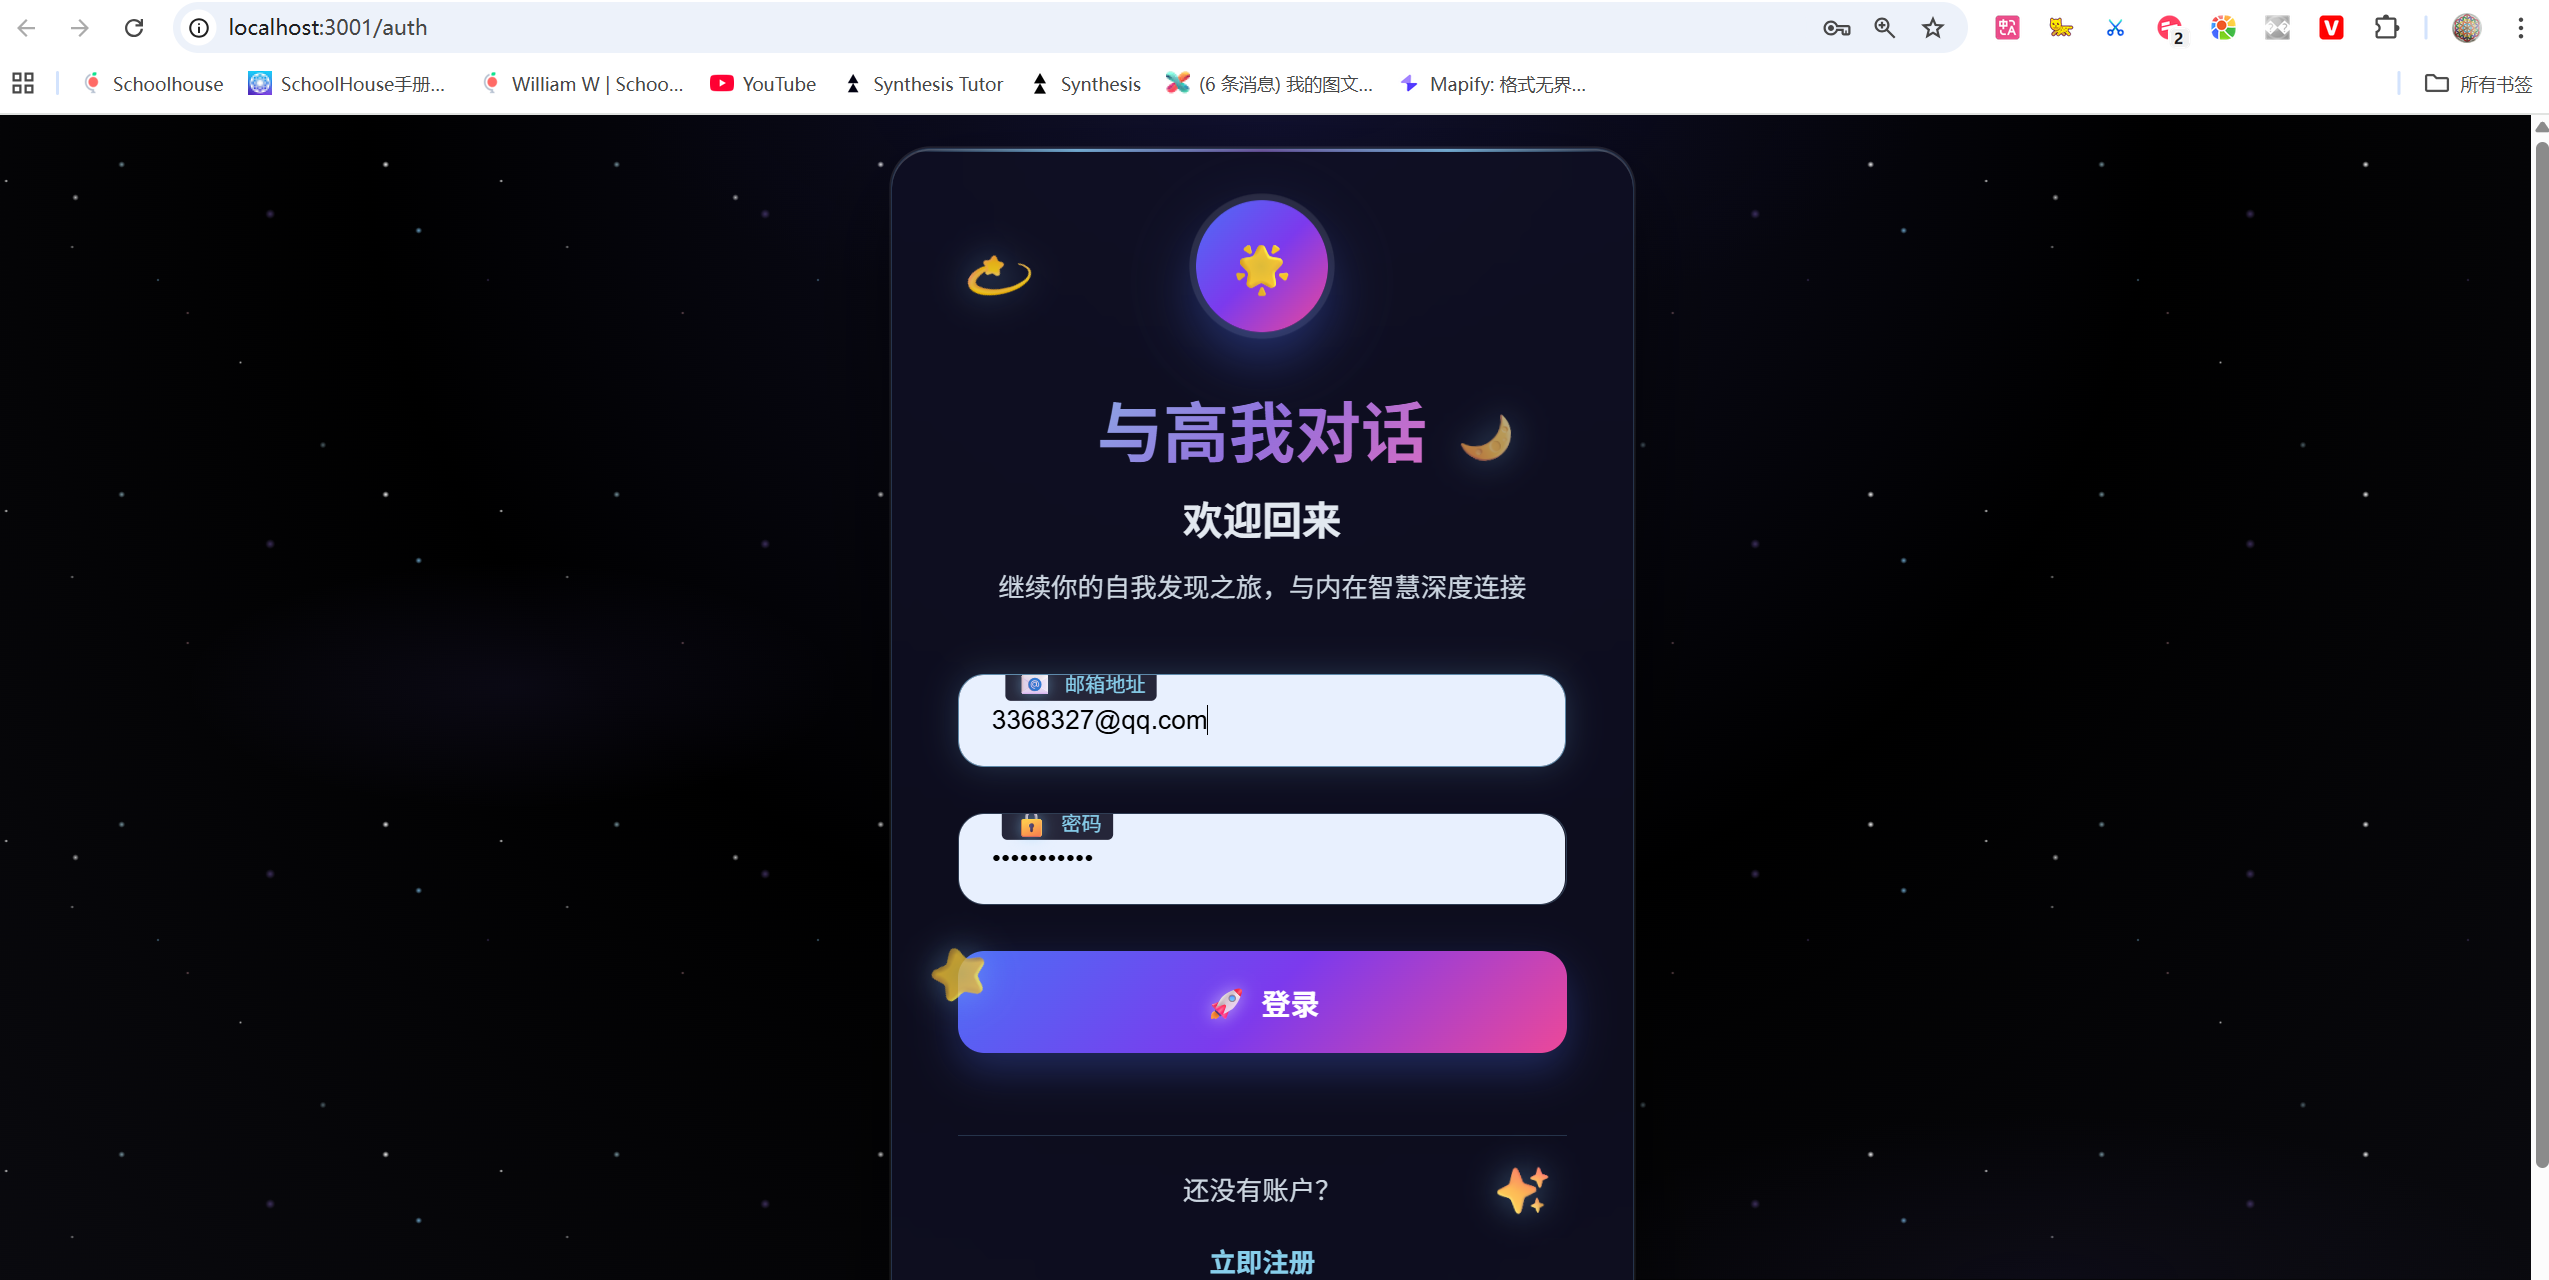 localhost:3001/auth
2
Schoolhouse
SchoolHouse手册...
William W | Schoo...
YouTube
Synthesis Tutor
Synthesis
(6 条消息) 我的图文...
Mapify: 格式无界...
所有书签
与高我对话
欢迎回来
继续你的自我发现之旅，与内在智慧深度连接
邮箱地址
3368327@qq.com
密码
•••••••••••
登录
还没有账户？
立即注册